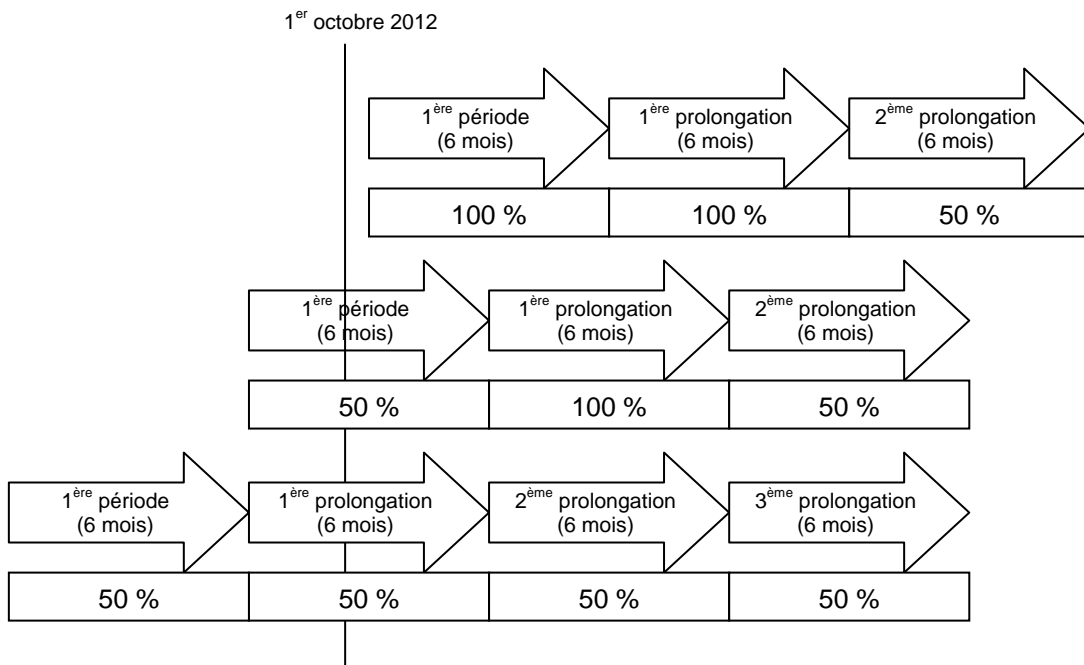 1er octobre 2012
1ère période
(6 mois)
1ère prolongation
(6 mois)
2ème prolongation
(6 mois)
100 %
100 %
50 %
1ère période
(6 mois)
1ère prolongation
(6 mois)
2ème prolongation
(6 mois)
50 %
100 %
50 %
1ère période
(6 mois)
1ère prolongation
(6 mois)
2ème prolongation
(6 mois)
3ème prolongation
(6 mois)
50 %
50 %
50 %
50 %